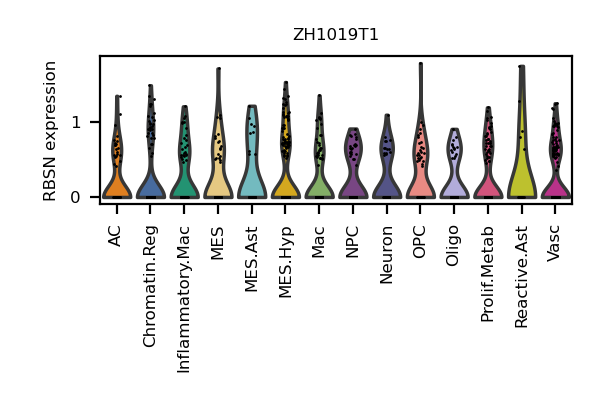 ZH1019T1
RBSN expression
1
0
AC
Chromatin.Reg
Inflammatory.Mac
MES
MES.Ast
MES.Hyp
Mac
NPC
Neuron
OPC
Oligo
Prolif.Metab
Reactive.Ast
Vasc